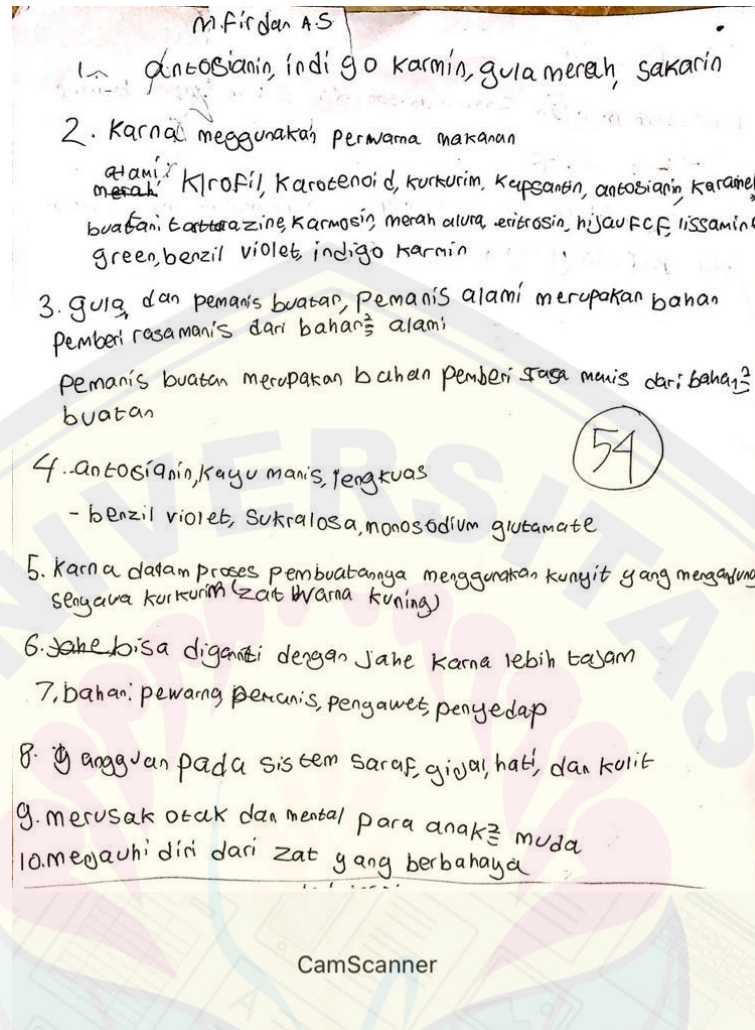 M.Firdan A.S
1. antosianin, indigo karmin, gula merah, sakarin
2. Karna meggunakan perwarna makanan
alami: Klrofil, karotenoid, kurkurim, kapsantin, antosianin, karamel
merah
buatan: tartrazine, karmosin, merah alura, eritrosin, hijau FCF, lissamine
green, benzil violet, indigo karmin
3. gula dan pemanis buatan, pemanis alami merupakan bahan
pemberi rasa manis dari bahan² alami
pemanis buatan merupakan bahan pemberi rasa manis dari bahan²
buatan
54
4. antosianin, kayu manis, lengkuas
- benzil violet, Sukralosa, monosodium glutamate
5. Karna dalam proses pembuatannya menggunakan kunyit yang mengandung
senyawa kurkurim (zat warna kuning)
6. Jahe bisa diganti dengan Jahe karna lebih tajam
7. bahan: pewarna pemanis, pengawet, penyedap
8. gangguan pada sistem saraf, ginjal, hati, dan kulit
9. merusak otak dan mental para anak² muda
10. menjauhi diri dari zat yang berbahaya
CamScanner
UNIVERSITAS